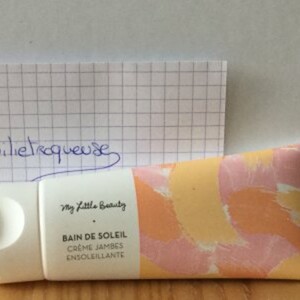 My Little Beauty
BAIN DE SOLEIL
CRÈME JAMBES
ENSOLEILLANTE